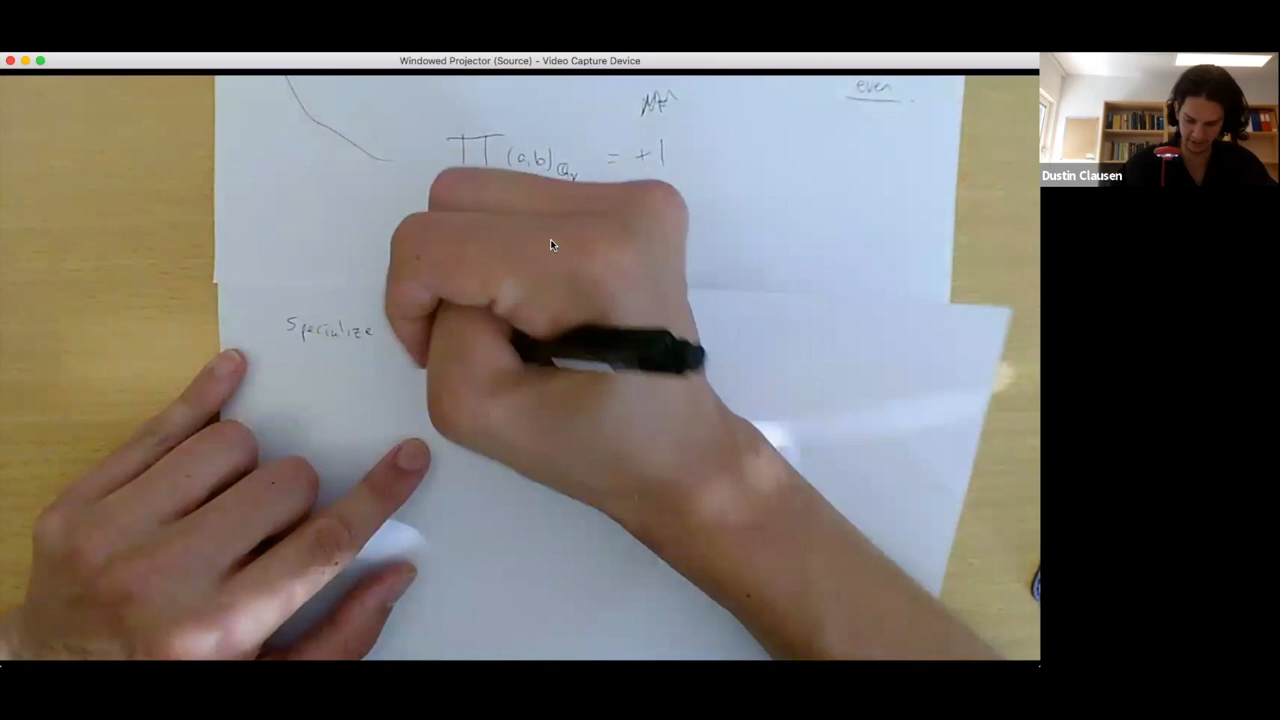 Windowed Projector (Source) - Video Capture Device
even
∏ (a,b)_{ℚ_v} = +1
Dustin Clausen
Specialize